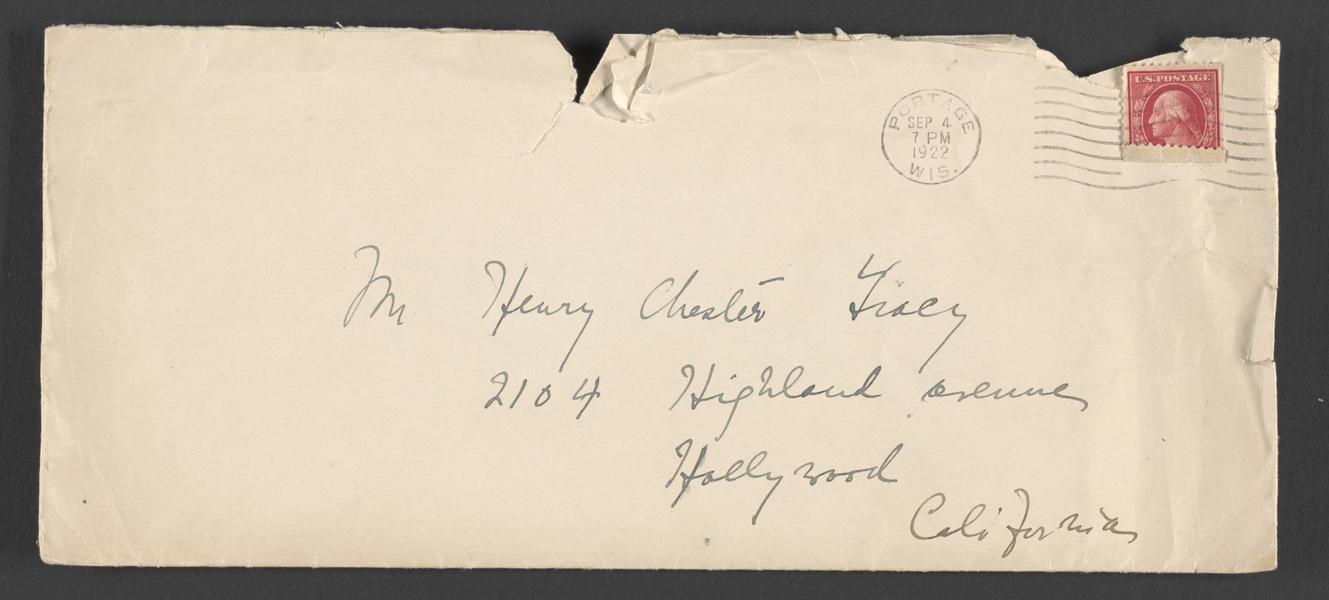 U.S. POSTAGE
PORTAGE
SEP 4
7 PM
1922
WIS.
Mr Henry Chester Tracy
2104 Highland avenue
Hollywood
California